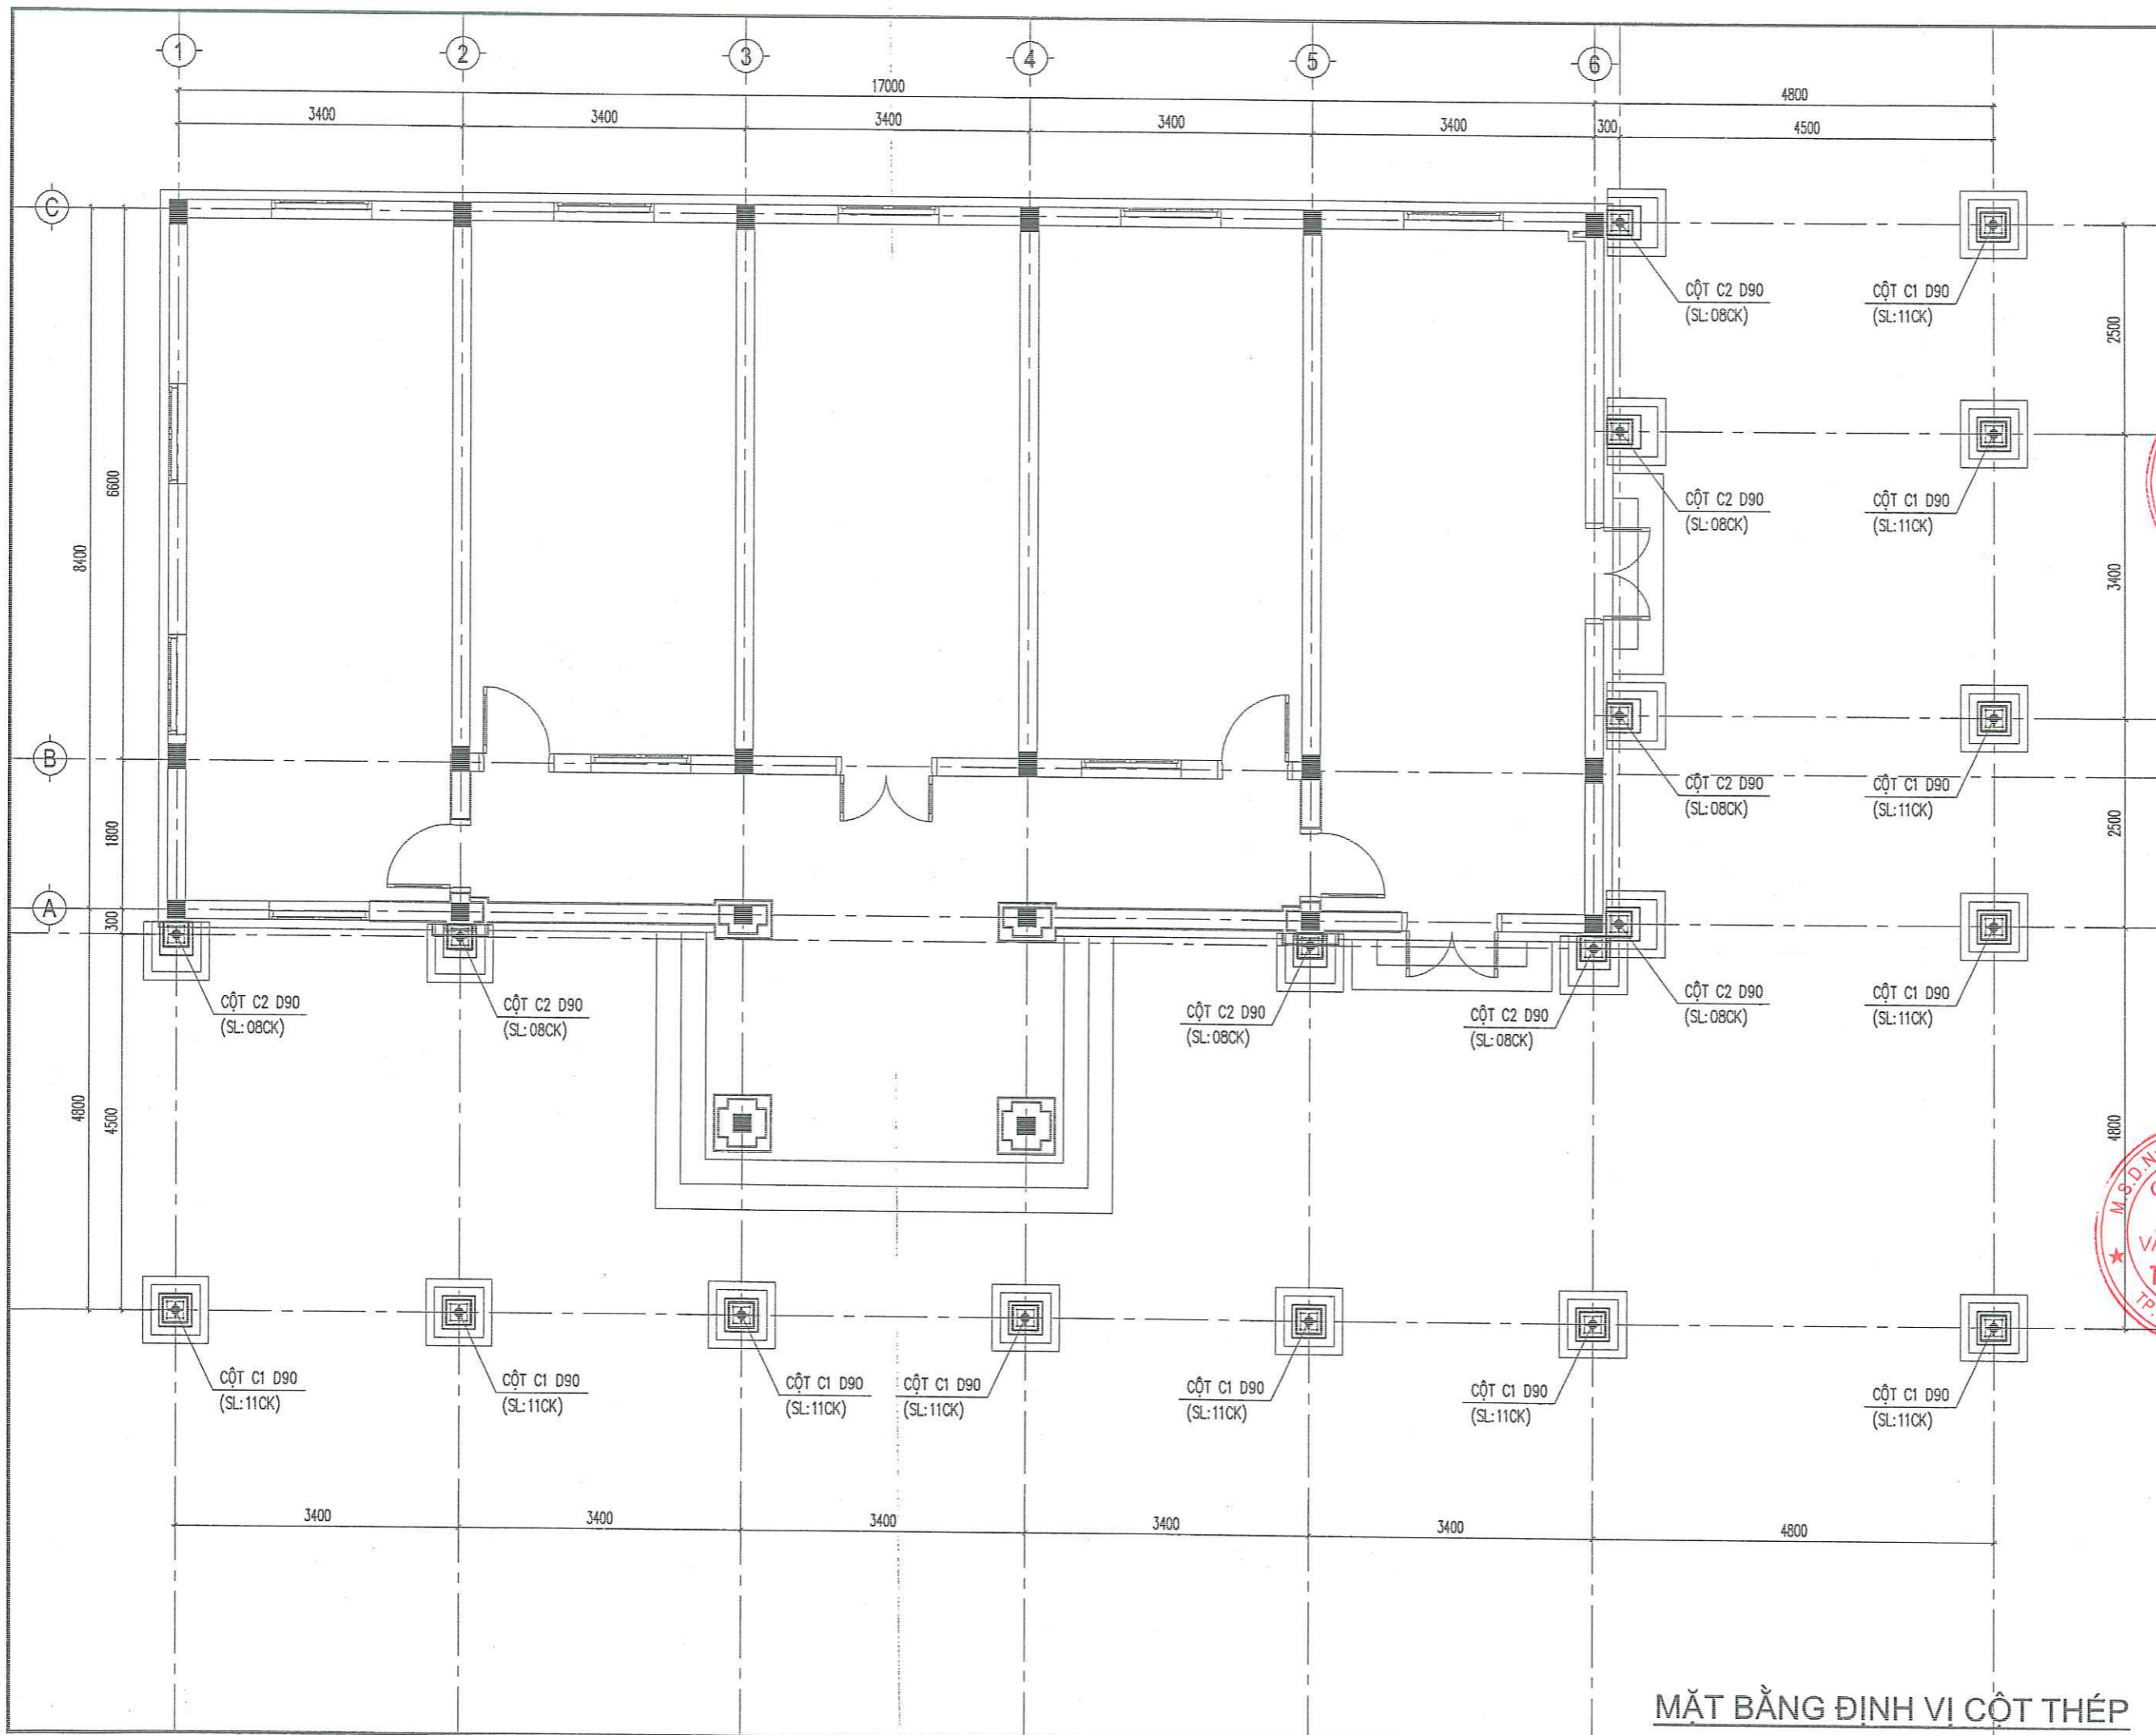 1 2 3 4 5 6
17000 4800
3400 3400 3400 3400 3400 300 4500
C
CỘT C2 D90 CỘT C1 D90
(SL:08CK) (SL:11CK)
2500
CỘT C2 D90 CỘT C1 D90
(SL:08CK) (SL:11CK)
6600
8400
3400
B
CỘT C2 D90 CỘT C1 D90
(SL:08CK) (SL:11CK)
1800
2500
A
300
CỘT C2 D90 CỘT C2 D90 CỘT C2 D90 CỘT C2 D90 CỘT C2 D90 CỘT C1 D90
(SL:08CK) (SL:08CK) (SL:08CK) (SL:08CK) (SL:08CK) (SL:11CK)
4800
4500
4800
M.S.D.N
TP.
CỘT C1 D90 CỘT C1 D90 CỘT C1 D90 CỘT C1 D90 CỘT C1 D90 CỘT C1 D90 CỘT C1 D90
(SL:11CK) (SL:11CK) (SL:11CK) (SL:11CK) (SL:11CK) (SL:11CK) (SL:11CK)
3400 3400 3400 3400 3400 4800
MẶT BẰNG ĐỊNH VỊ CỘT THÉP